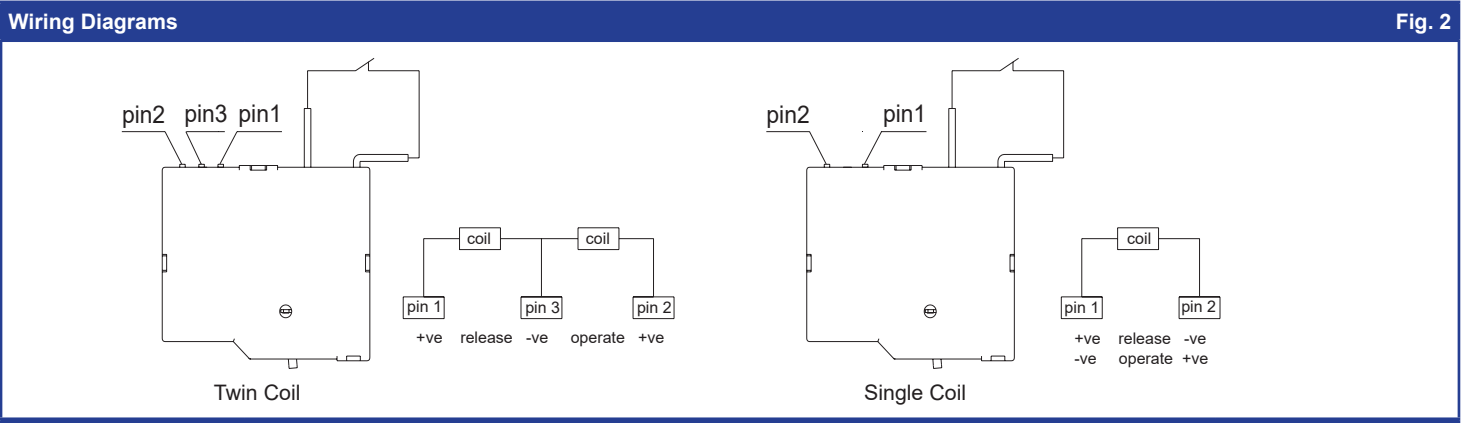 Wiring Diagrams Fig. 2
pin2 pin3 pin1
coil coil
pin 1 pin 3 pin 2
+ve release -ve operate +ve
Twin Coil
pin2 pin1
coil
pin 1 pin 2
+ve release -ve
-ve operate +ve
Single Coil